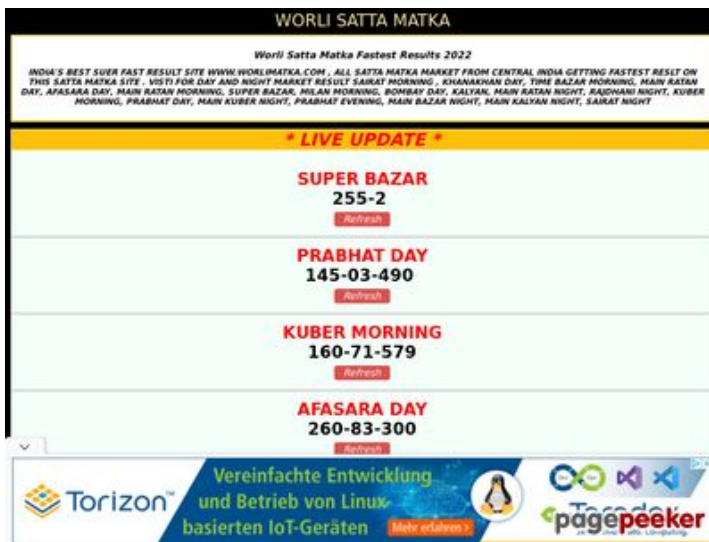 WORLI SATTA MATKA
Worli Satta Matka Fastest Results 2022
INDIA'S BEST SUER FAST RESULT SITE WWW.WORLIMATKA.COM , ALL SATTA MATKA MARKET FROM CENTRAL INDIA GETTING FASTEST RESLT ON
THIS SATTA MATKA SITE . VISTI FOR DAY AND NIGHT MARKET RESULT SAIRAT MORNING , KHANAKHAN DAY, TIME BAZAR MORNING, MAIN RATAN
DAY, AFASARA DAY, MAIN RATAN MORNING, SUPER BAZAR, MILAN MORNING, BOMBAY DAY, KALYAN, MAIN RATAN NIGHT, RAJDHANI NIGHT, KUBER
MORNING, PRABHAT DAY, MAIN KUBER NIGHT, PRABHAT EVENING, MAIN BAZAR NIGHT, MAIN KALYAN NIGHT, SAIRAT NIGHT
* LIVE UPDATE *
SUPER BAZAR
255-2
Refresh
PRABHAT DAY
145-03-490
Refresh
KUBER MORNING
160-71-579
Refresh
AFASARA DAY
260-83-300
Refresh
Torizon™
Vereinfachte Entwicklung
und Betrieb von Linux-
basierten IoT-Geräten
Mehr erfahren >
pagepeeker